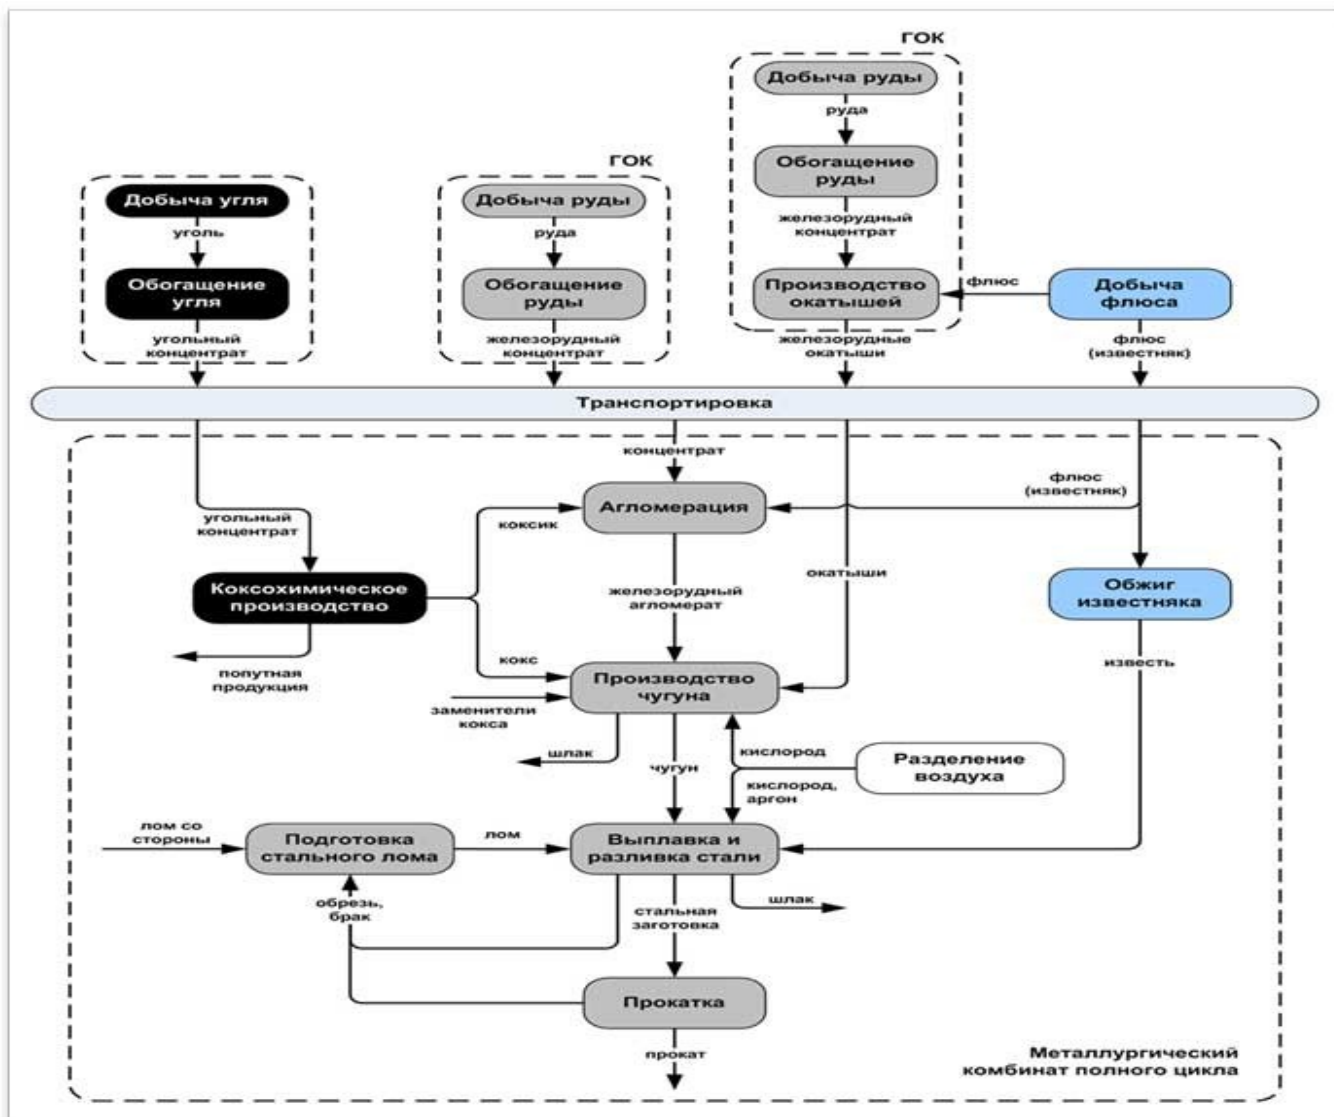 ГОК
Добыча руды
руда
Обогащение
руды
железорудный
концентрат
Производство
окатышей
железорудные
окатыши
ГОК
Добыча руды
руда
Обогащение
руды
железорудный
концентрат
Добыча угля
уголь
Обогащение
угля
угольный
концентрат
флюс
Добыча
флюса
флюс
(известняк)
Транспортировка
концентрат
Агломерация
флюс
(известняк)
угольный
концентрат
коксик
Коксохимическое
производство
попутная
продукция
железорудный
агломерат
окатыши
Обжиг
известняка
известь
кокс
Производство
чугуна
заменители
кокса
шлак
чугун
кислород
кислород,
аргон
Разделение
воздуха
лом со
стороны
Подготовка
стального лома
лом
Выплавка и
разливка стали
обрезь,
брак
стальная
заготовка
шлак
Прокатка
прокат
Металлургический
комбинат полного цикла